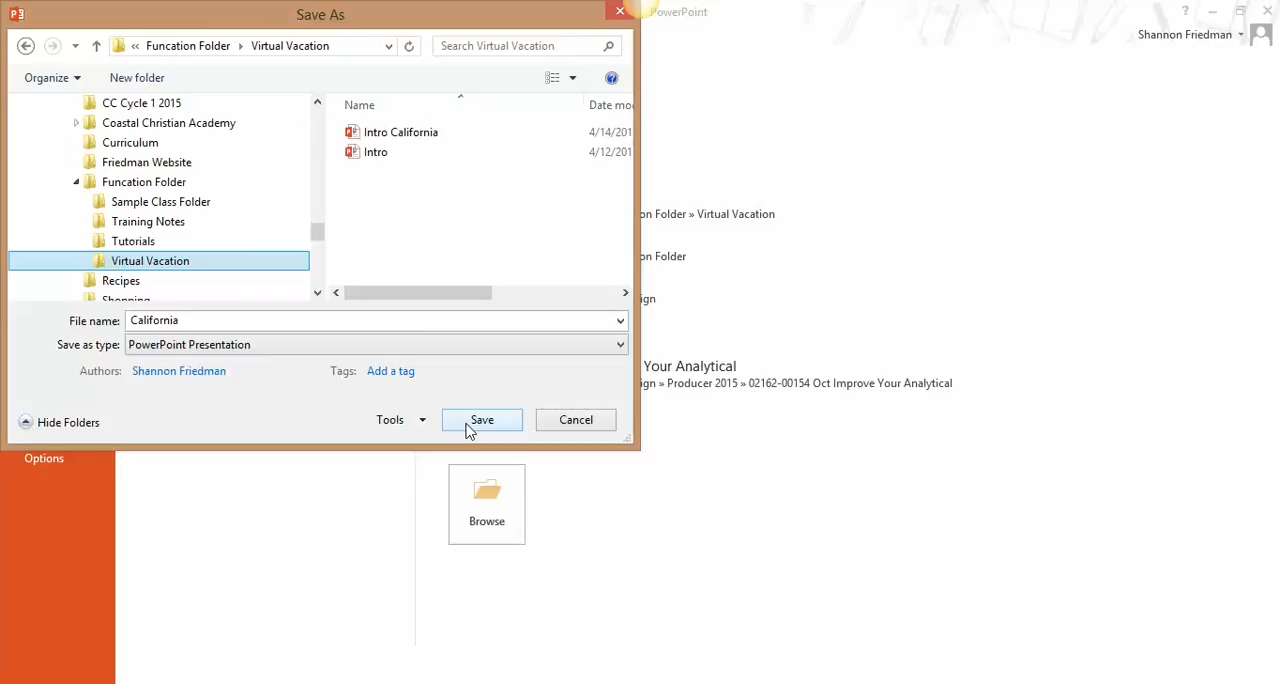 Save As
PowerPoint
Shannon Friedman
« Funcation Folder Virtual Vacation
Search Virtual Vacation
Organize New folder
Name Date mo
CC Cycle 1 2015
Coastal Christian Academy
Curriculum
Friedman Website
Funcation Folder
Sample Class Folder
Training Notes
Tutorials
Virtual Vacation
Recipes
Shopping
Intro California 4/14/201
Intro 4/12/201
File name: California
Save as type: PowerPoint Presentation
Authors: Shannon Friedman Tags: Add a tag
Hide Folders Tools Save Cancel
on Folder » Virtual Vacation
on Folder
ign
Your Analytical
ign » Producer 2015 » 02162-00154 Oct Improve Your Analytical
Options
Browse